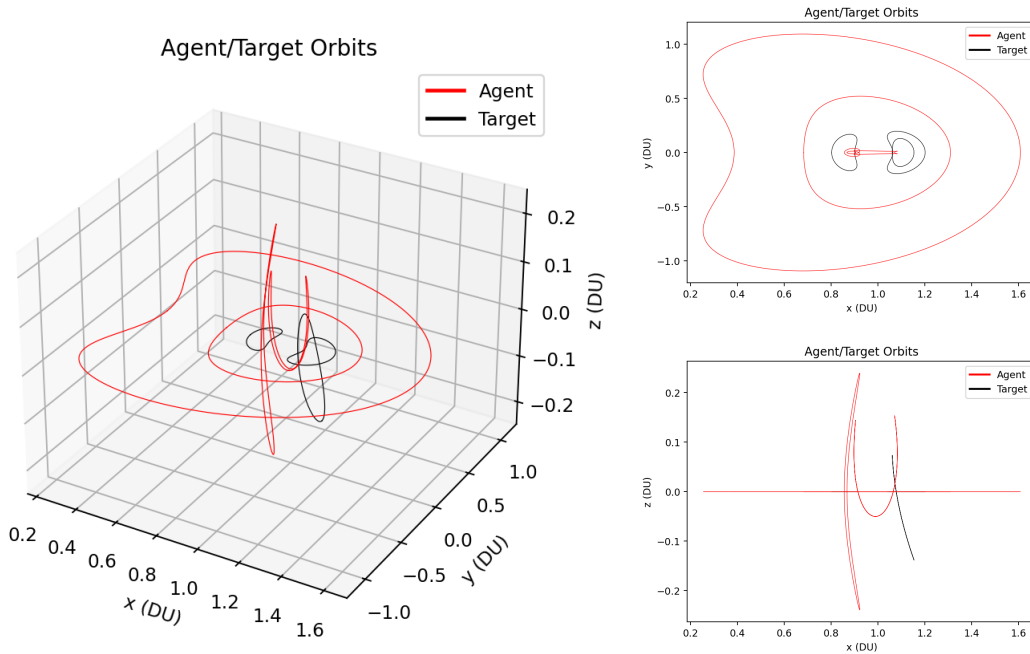 Agent/Target Orbits
Agent
Target
0.2
0.1
0.0
−0.1
−0.2
z (DU)
1.0
0.5
0.0
−0.5
−1.0
y (DU)
0.2
0.4
0.6
0.8
1.0
1.2
1.4
1.6
x (DU)
Agent/Target Orbits
Agent
Target
1.0
0.5
0.0
−0.5
−1.0
y (DU)
0.2 0.4 0.6 0.8 1.0 1.2 1.4 1.6
x (DU)
Agent/Target Orbits
Agent
Target
0.2
0.1
0.0
−0.1
−0.2
z (DU)
0.2 0.4 0.6 0.8 1.0 1.2 1.4 1.6
x (DU)